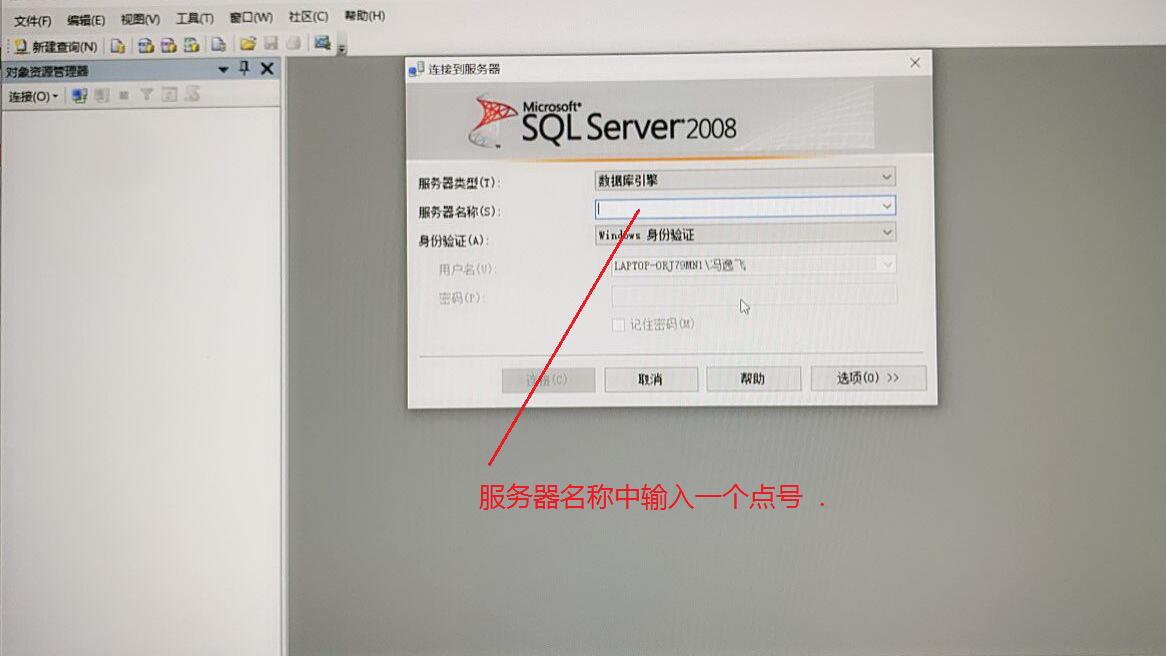 文件(F) 编辑(E) 视图(V) 工具(T) 窗口(W) 社区(C) 帮助(H)
新建查询(N)
对象资源管理器
连接(O)
连接到服务器
Microsoft
SQL Server 2008
服务器类型(T): 数据库引擎
服务器名称(S):
身份验证(A): Windows 身份验证
用户名(U): LAPTOP-ORJ79MN1\冯逸飞
密码(P):
记住密码(M)
连接(C) 取消 帮助 选项(O) >>
服务器名称中输入一个点号 .